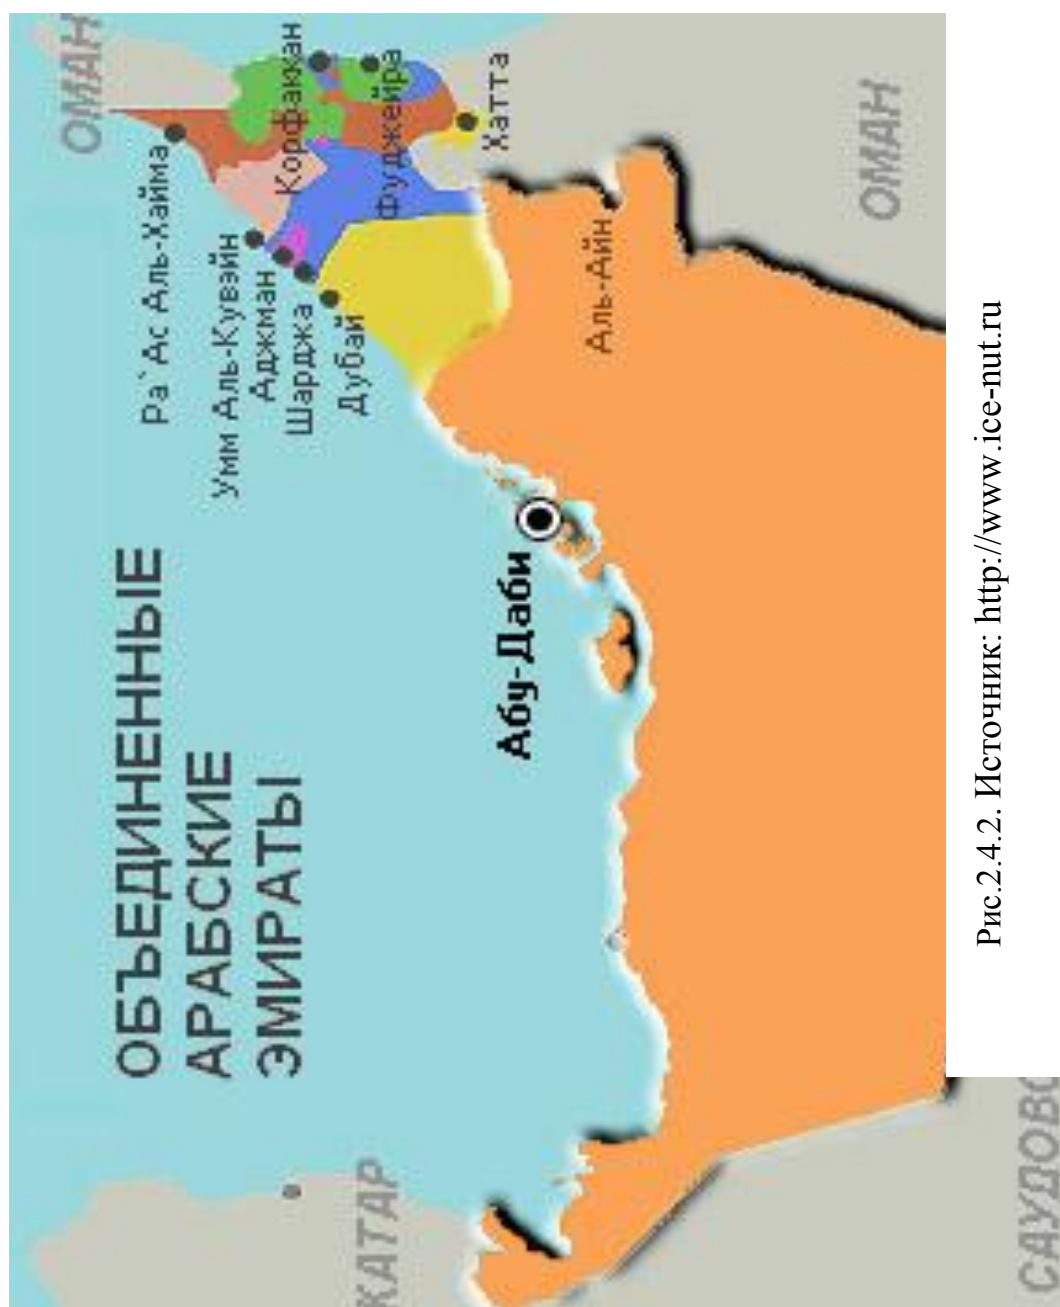 ОБЪЕДИНЕННЫЕ
АРАБСКИЕ
ЭМИРАТЫ
ОМАН
Ра`Ас Аль-Хайма
Умм Аль-Кувэйн
Аджман
Шарджа
Дубай
Корфаккан
Фуджейра
Хатта
Аль-Айн
ОМАН
Абу-Даби
КАТАР
САУДОВС
Рис.2.4.2. Источник: http://www.ice-nut.ru